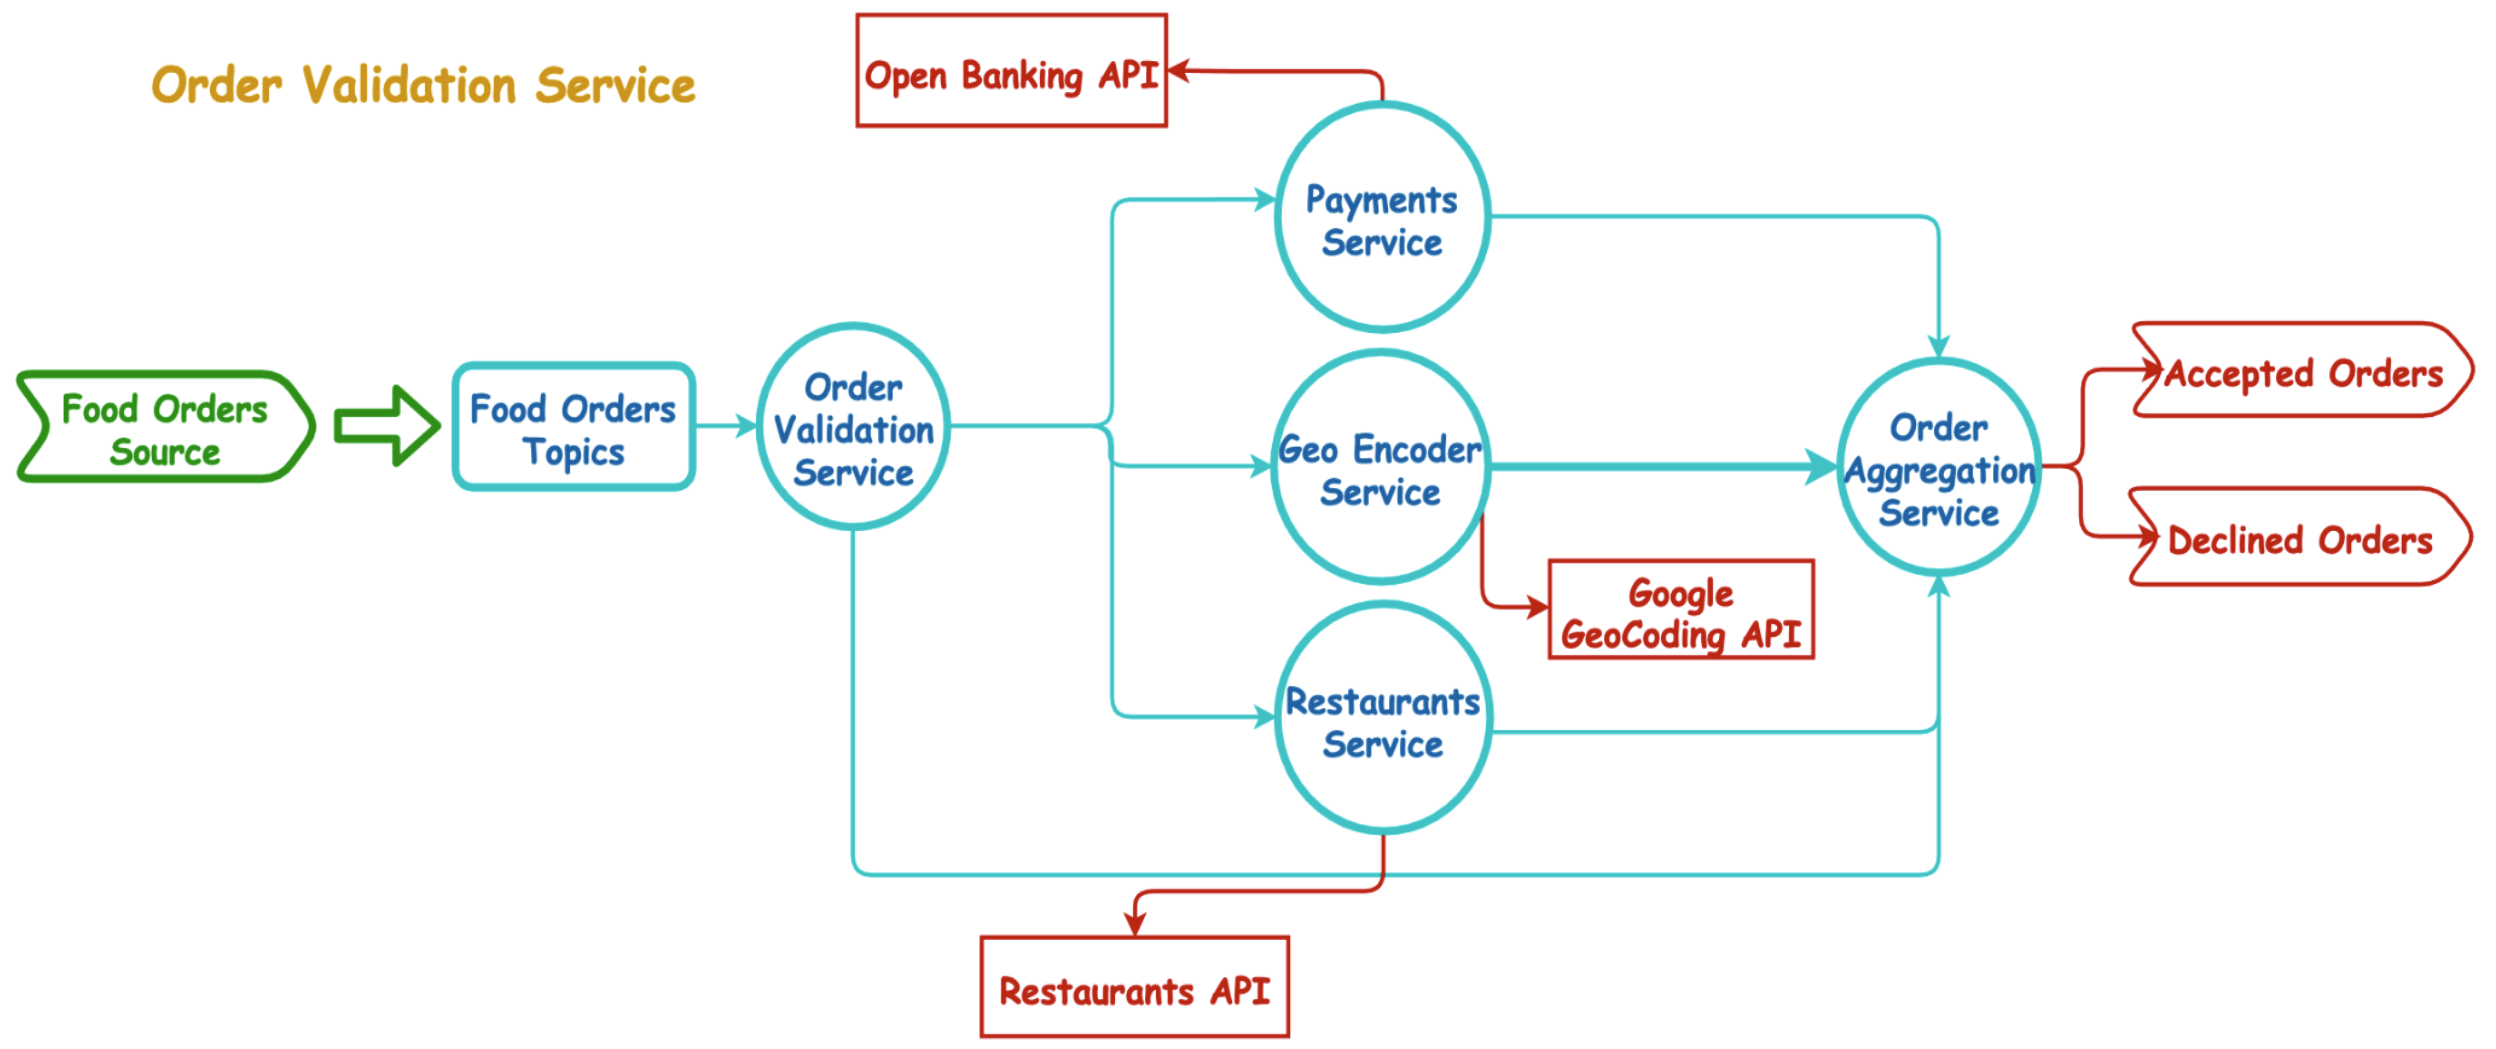 Order Validation Service
Open Banking API
Payments
Service
Food Orders
Source
Food Orders
Topics
Order
Validation
Service
Geo Encoder
Service
Order
Aggregation
Service
Accepted Orders
Declined Orders
Google
GeoCoding API
Restaurants
Service
Restaurants API